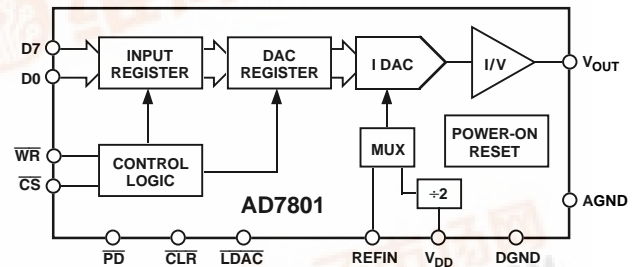 D7
D0
INPUT
REGISTER
DAC
REGISTER
I DAC
I/V
VOUT
WR
CS
CONTROL
LOGIC
MUX
÷2
POWER-ON
RESET
AD7801
AGND
PD
CLR
LDAC
REFIN
VDD
DGND